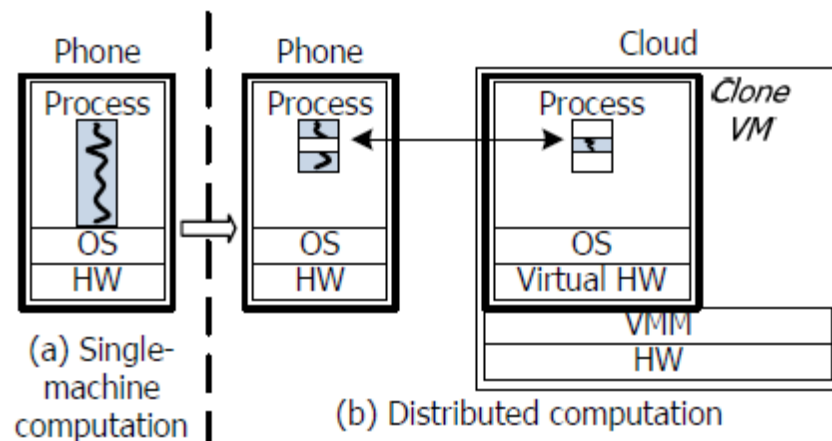 Phone
Process
OS
HW
(a) Single-
machine
computation
Phone
Process
OS
HW
Cloud
Process
Clone
VM
OS
Virtual HW
VMM
HW
(b) Distributed computation